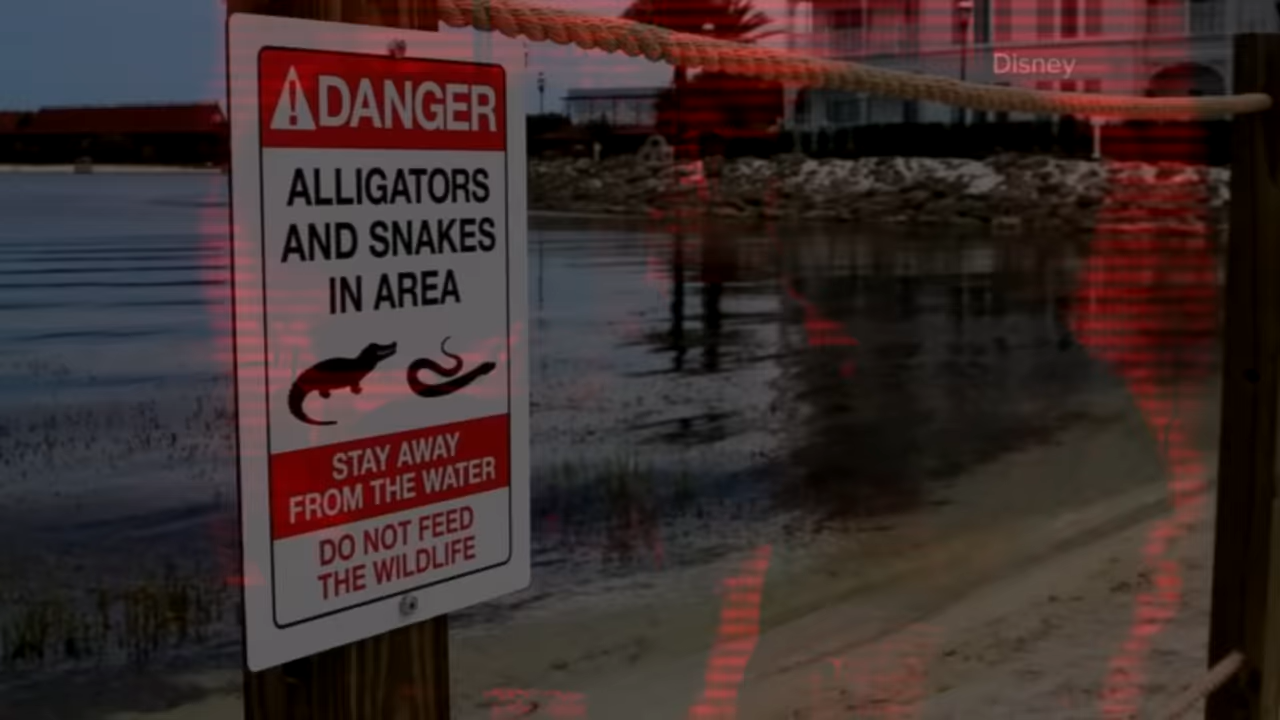 Disney
DANGER
ALLIGATORS
AND SNAKES
IN AREA
STAY AWAY
FROM THE WATER
DO NOT FEED
THE WILDLIFE